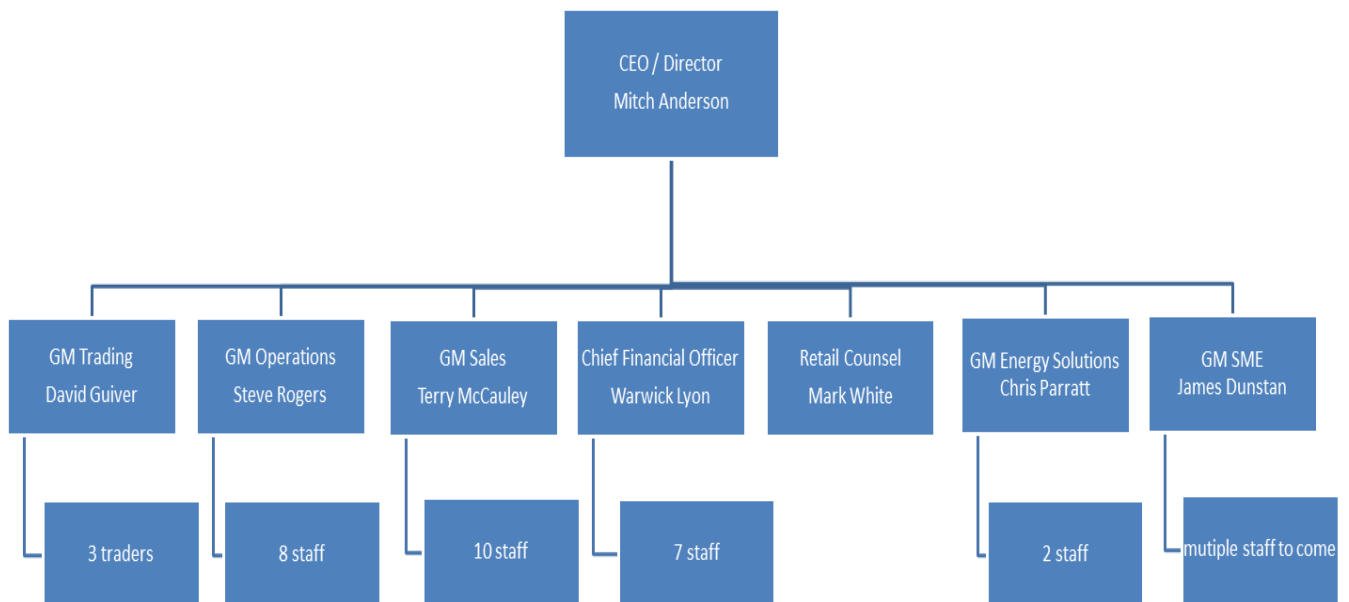 CEO / Director
Mitch Anderson
GM Trading
David Guiver
GM Operations
Steve Rogers
GM Sales
Terry McCauley
Chief Financial Officer
Warwick Lyon
Retail Counsel
Mark White
GM Energy Solutions
Chris Parratt
GM SME
James Dunstan
3 traders
8 staff
10 staff
7 staff
2 staff
mutiple staff to come